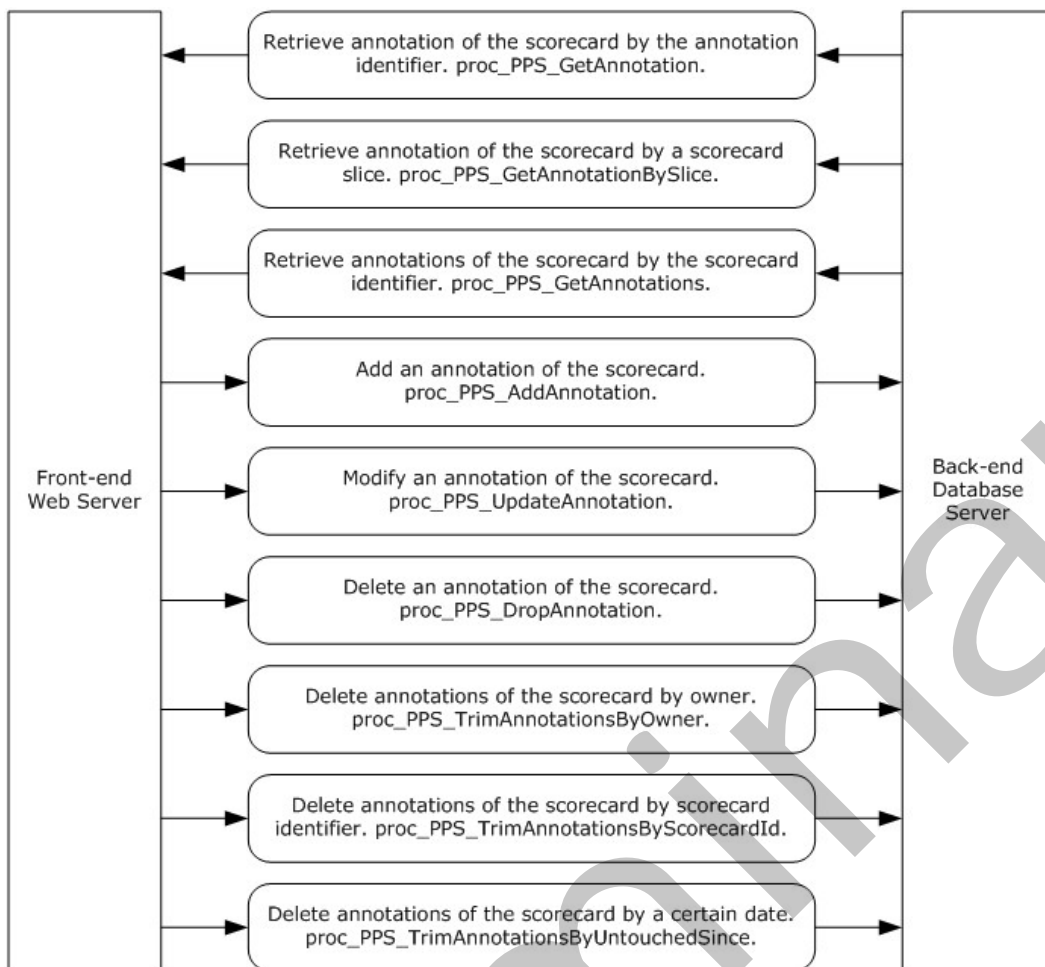 Retrieve annotation of the scorecard by the annotation
identifier. proc_PPS_GetAnnotation.
Retrieve annotation of the scorecard by a scorecard
slice. proc_PPS_GetAnnotationBySlice.
Retrieve annotations of the scorecard by the scorecard
identifier. proc_PPS_GetAnnotations.
Add an annotation of the scorecard.
proc_PPS_AddAnnotation.
Front-end
Web Server
Modify an annotation of the scorecard.
proc_PPS_UpdateAnnotation.
Back-end
Database
Server
Delete an annotation of the scorecard.
proc_PPS_DropAnnotation.
Delete annotations of the scorecard by owner.
proc_PPS_TrimAnnotationsByOwner.
Delete annotations of the scorecard by scorecard
identifier. proc_PPS_TrimAnnotationsByScorecardId.
Delete annotations of the scorecard by a certain date.
proc_PPS_TrimAnnotationsByUntouchedSince.